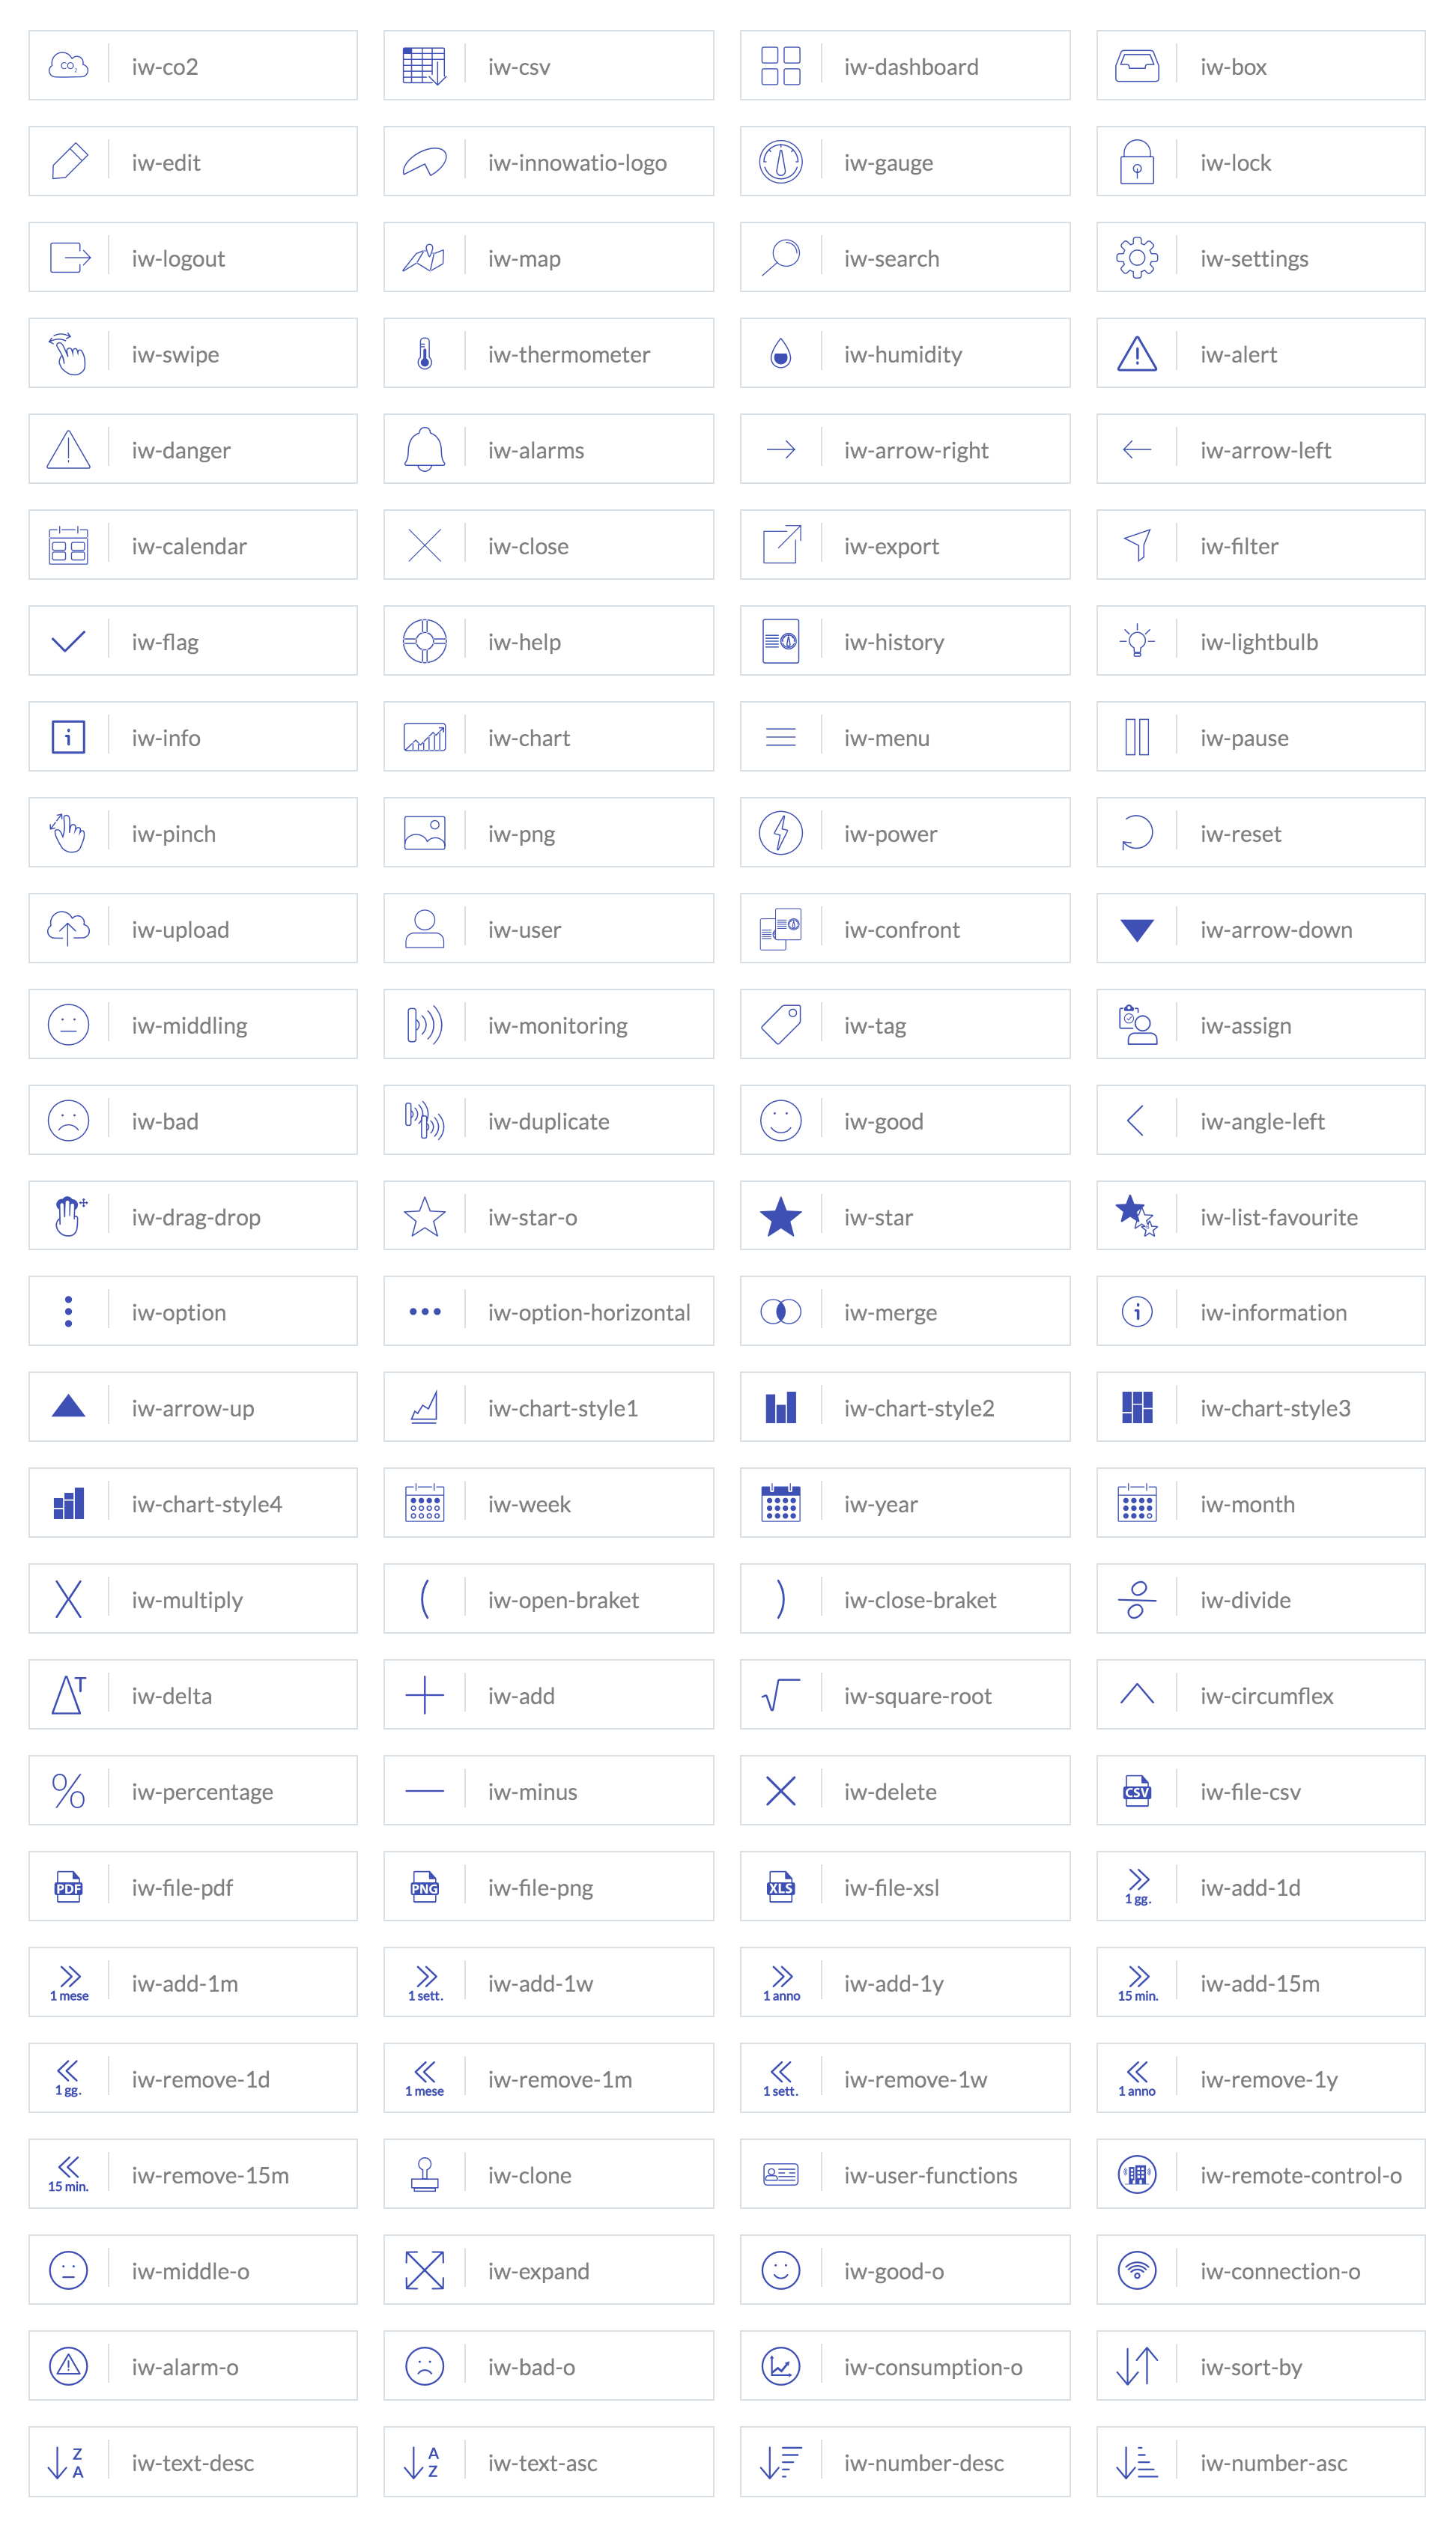 CO2 iw-co2 iw-csv iw-dashboard iw-box
iw-edit iw-innowatio-logo iw-gauge iw-lock
iw-logout iw-map iw-search iw-settings
iw-swipe iw-thermometer iw-humidity iw-alert
iw-danger iw-alarms iw-arrow-right iw-arrow-left
iw-calendar iw-close iw-export iw-filter
iw-flag iw-help iw-history iw-lightbulb
i iw-info iw-chart iw-menu iw-pause
iw-pinch iw-png iw-power iw-reset
iw-upload iw-user iw-confront iw-arrow-down
iw-middling iw-monitoring iw-tag iw-assign
iw-bad iw-duplicate iw-good iw-angle-left
iw-drag-drop iw-star-o iw-star iw-list-favourite
iw-option iw-option-horizontal iw-merge i iw-information
iw-arrow-up iw-chart-style1 iw-chart-style2 iw-chart-style3
iw-chart-style4 iw-week iw-year iw-month
iw-multiply ( iw-open-braket ) iw-close-braket iw-divide
ΔT iw-delta iw-add iw-square-root iw-circumflex
% iw-percentage iw-minus iw-delete CSV iw-file-csv
PDF iw-file-pdf PNG iw-file-png XLS iw-file-xsl 1 gg. iw-add-1d
1 mese iw-add-1m 1 sett. iw-add-1w 1 anno iw-add-1y 15 min. iw-add-15m
1 gg. iw-remove-1d 1 mese iw-remove-1m 1 sett. iw-remove-1w 1 anno iw-remove-1y
15 min. iw-remove-15m iw-clone iw-user-functions iw-remote-control-o
iw-middle-o iw-expand iw-good-o iw-connection-o
iw-alarm-o iw-bad-o iw-consumption-o iw-sort-by
Z A iw-text-desc A Z iw-text-asc iw-number-desc iw-number-asc